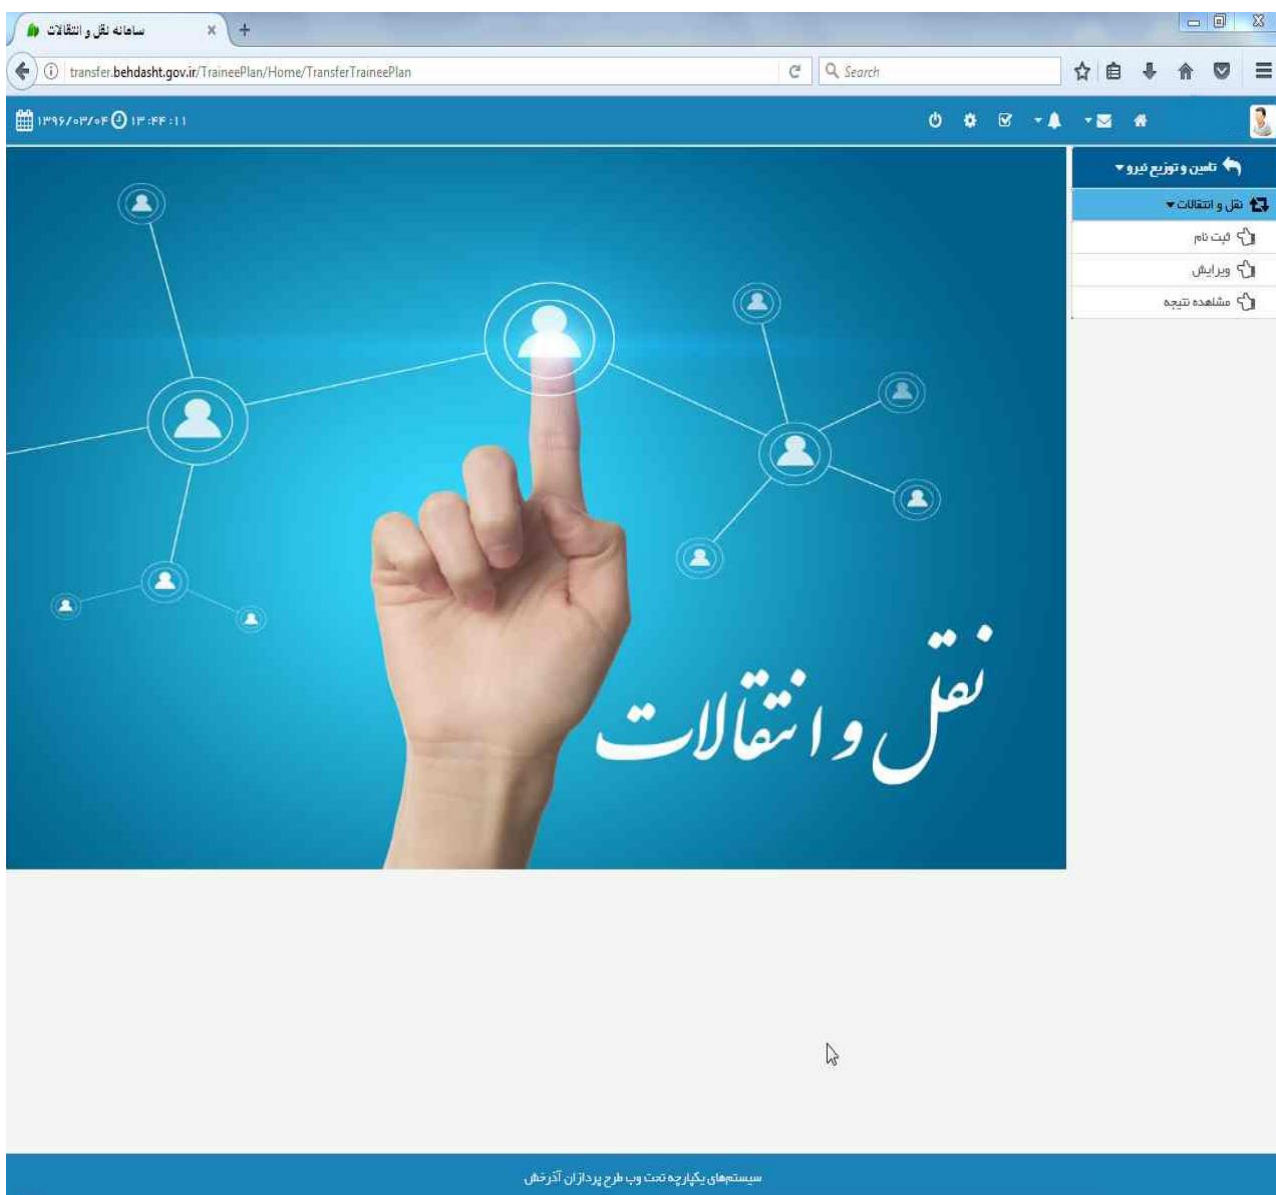 سامانه نقل و انتقالات
transfer.behdasht.gov.ir/TraineePlan/Home/TransferTraineePlan
Search
۱۳۹۶/۰۳/۰۴ ۱۳:۴۴:۱۱
تامین و توزیع نیرو
نقل و انتقالات
ثبت نام
ویرایش
مشاهده نتیجه
نقل و انتقالات
سیستم‌های یکپارچه تحت وب طرح پردازان آذرخش